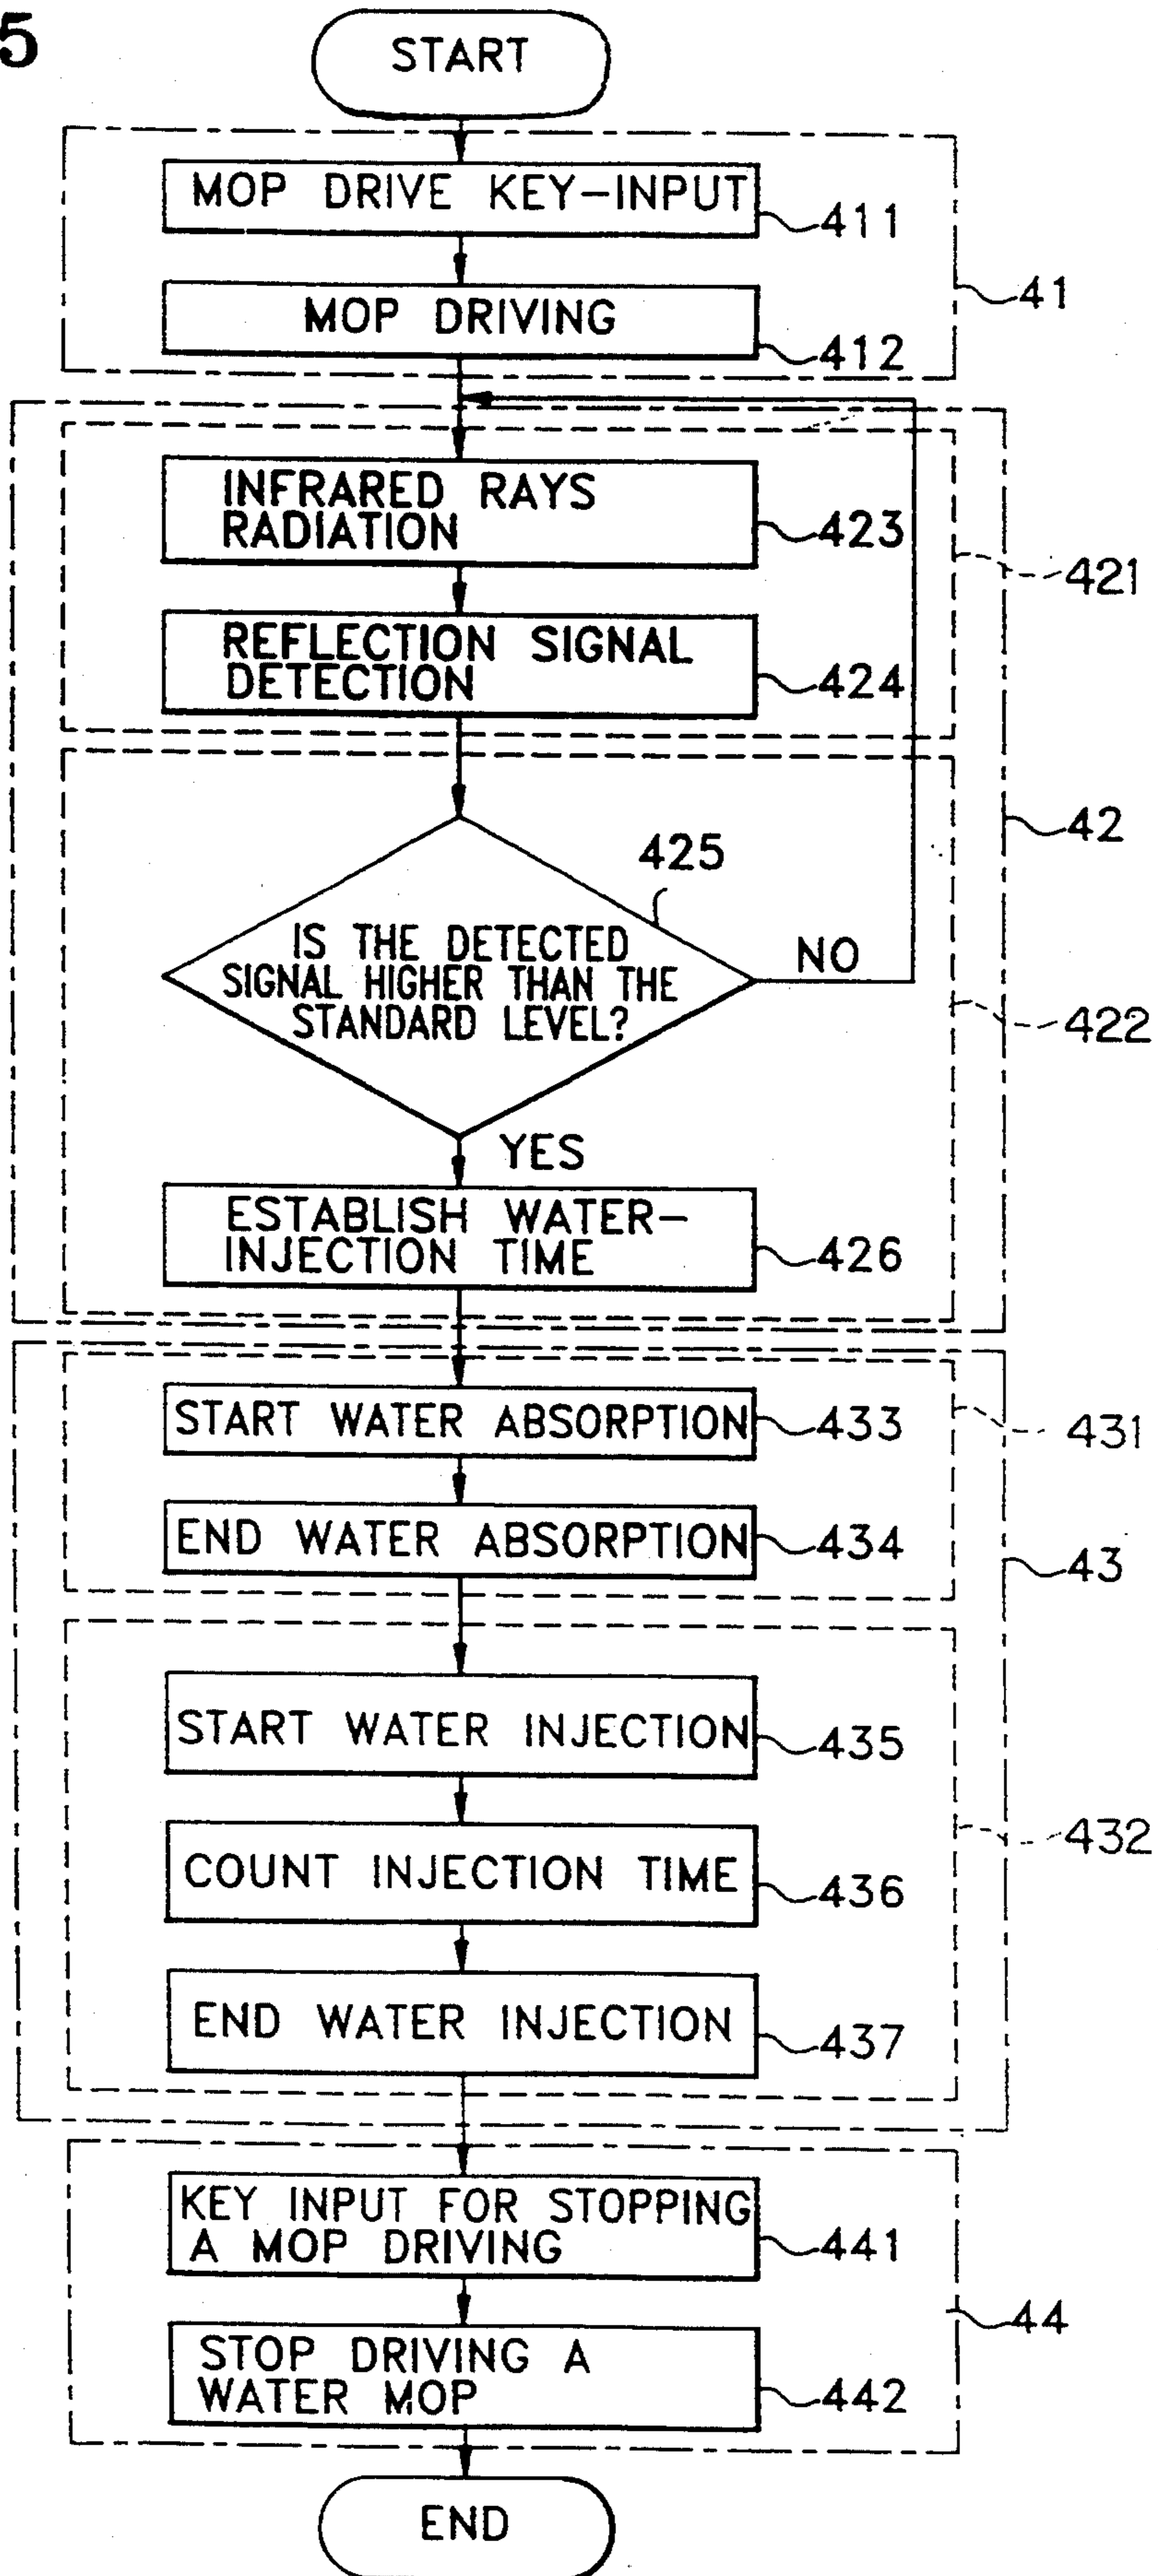 5
START
MOP DRIVE KEY-INPUT
411
41
MOP DRIVING
412
INFRARED RAYS
RADIATION
423
421
REFLECTION SIGNAL
DETECTION
424
42
425
IS THE DETECTED
SIGNAL HIGHER THAN THE
STANDARD LEVEL?
NO
422
YES
ESTABLISH WATER-
INJECTION TIME
426
START WATER ABSORPTION
433
431
END WATER ABSORPTION
434
43
START WATER INJECTION
435
432
COUNT INJECTION TIME
436
END WATER INJECTION
437
KEY INPUT FOR STOPPING
A MOP DRIVING
441
44
STOP DRIVING A
WATER MOP
442
END